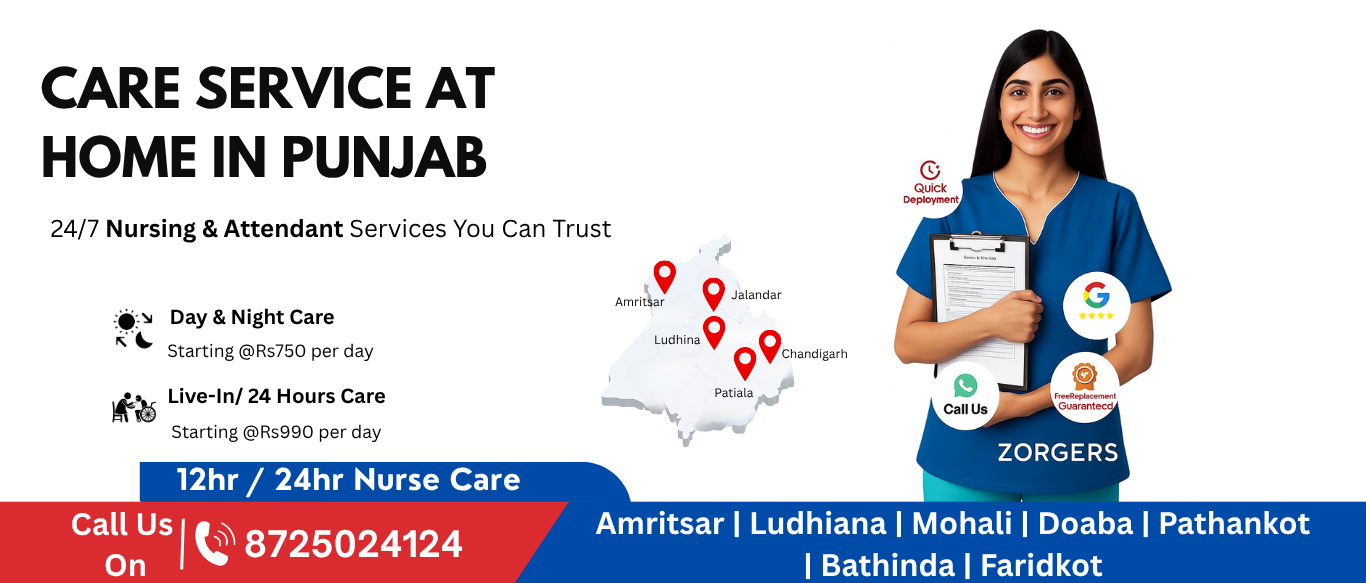 CARE SERVICE AT
HOME IN PUNJAB
24/7 Nursing & Attendant Services You Can Trust
Day & Night Care
Starting @Rs750 per day
Live-In/ 24 Hours Care
Starting @Rs990 per day
Amritsar
Jalandar
Ludhina
Chandigarh
Patiala
Quick
Deployment
G
Call Us
FreeReplacement
Guaranteed
ZORGERS
12hr / 24hr Nurse Care
Call Us
On
8725024124
Amritsar | Ludhiana | Mohali | Doaba | Pathankot
| Bathinda | Faridkot